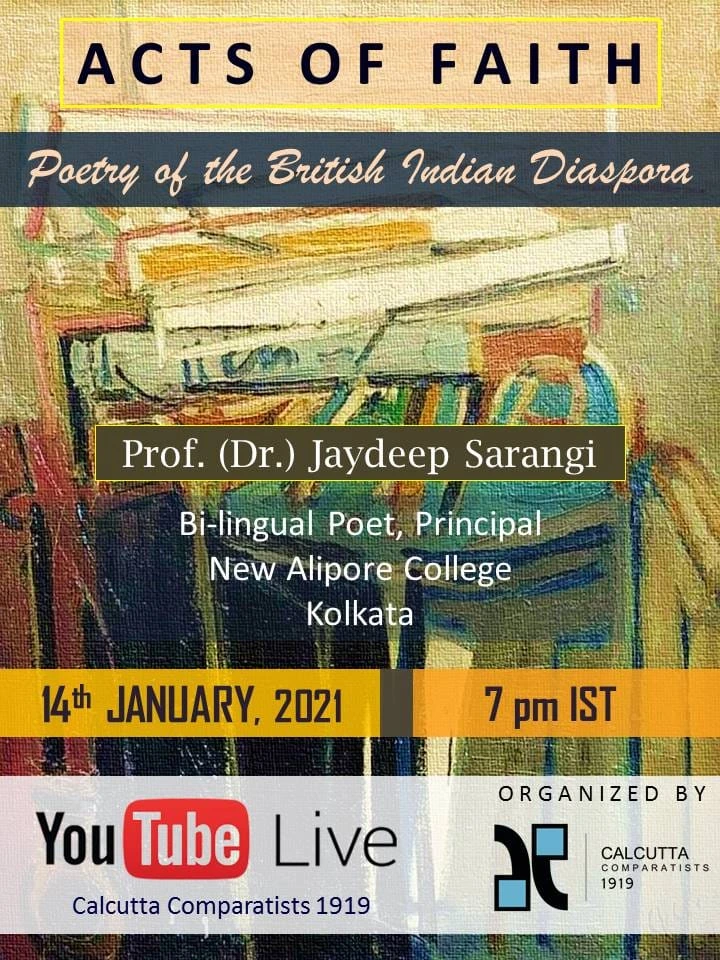 ACTS OF FAITH
Poetry of the British Indian Diaspora
Prof. (Dr.) Jaydeep Sarangi
Bi-lingual Poet, Principal
New Alipore College
Kolkata
14th JANUARY, 2021
7 pm IST
ORGANIZED BY
YouTube Live
CALCUTTA
COMPARATISTS
1919
Calcutta Comparatists 1919